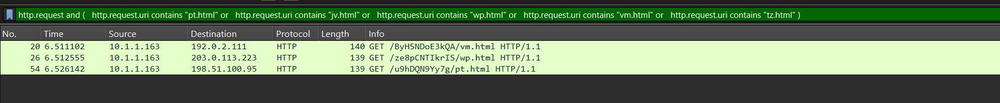 http.request and (   http.request.uri contains "pt.html" or   http.request.uri contains "jv.html" or   http.request.uri contains "wp.html" or   http.request.uri contains "vm.html" or   http.request.uri contains "tz.html" )
No. Time Source Destination Protocol Length Info
20 6.511102 10.1.1.163 192.0.2.111 HTTP 140 GET /ByH5NDoE3kQA/vm.html HTTP/1.1
26 6.512555 10.1.1.163 203.0.113.223 HTTP 139 GET /ze8pCNTIkrIS/wp.html HTTP/1.1
54 6.526142 10.1.1.163 198.51.100.95 HTTP 139 GET /u9hDQN9Yy7g/pt.html HTTP/1.1